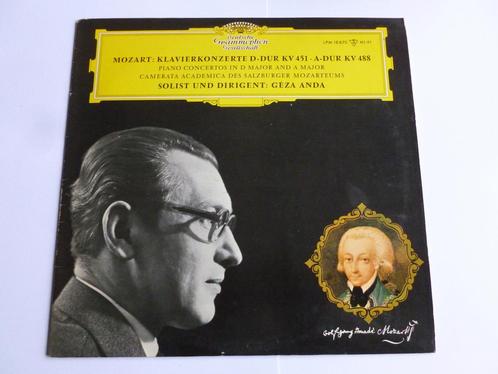 Deutsche
Grammophon
Gesellschaft
MOZART: KLAVIERKONZERTE D-DUR KV 451 · A-DUR KV 488
PIANO CONCERTOS IN D MAJOR AND A MAJOR
CAMERATA ACADEMICA DES SALZBURGER MOZARTEUMS
SOLIST UND DIRIGENT: GÉZA ANDA
Wolfgang Amadè Mozart